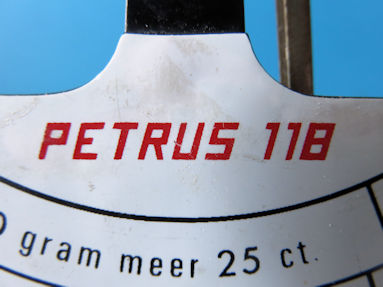 PETRUS 118
gram meer 25 ct.